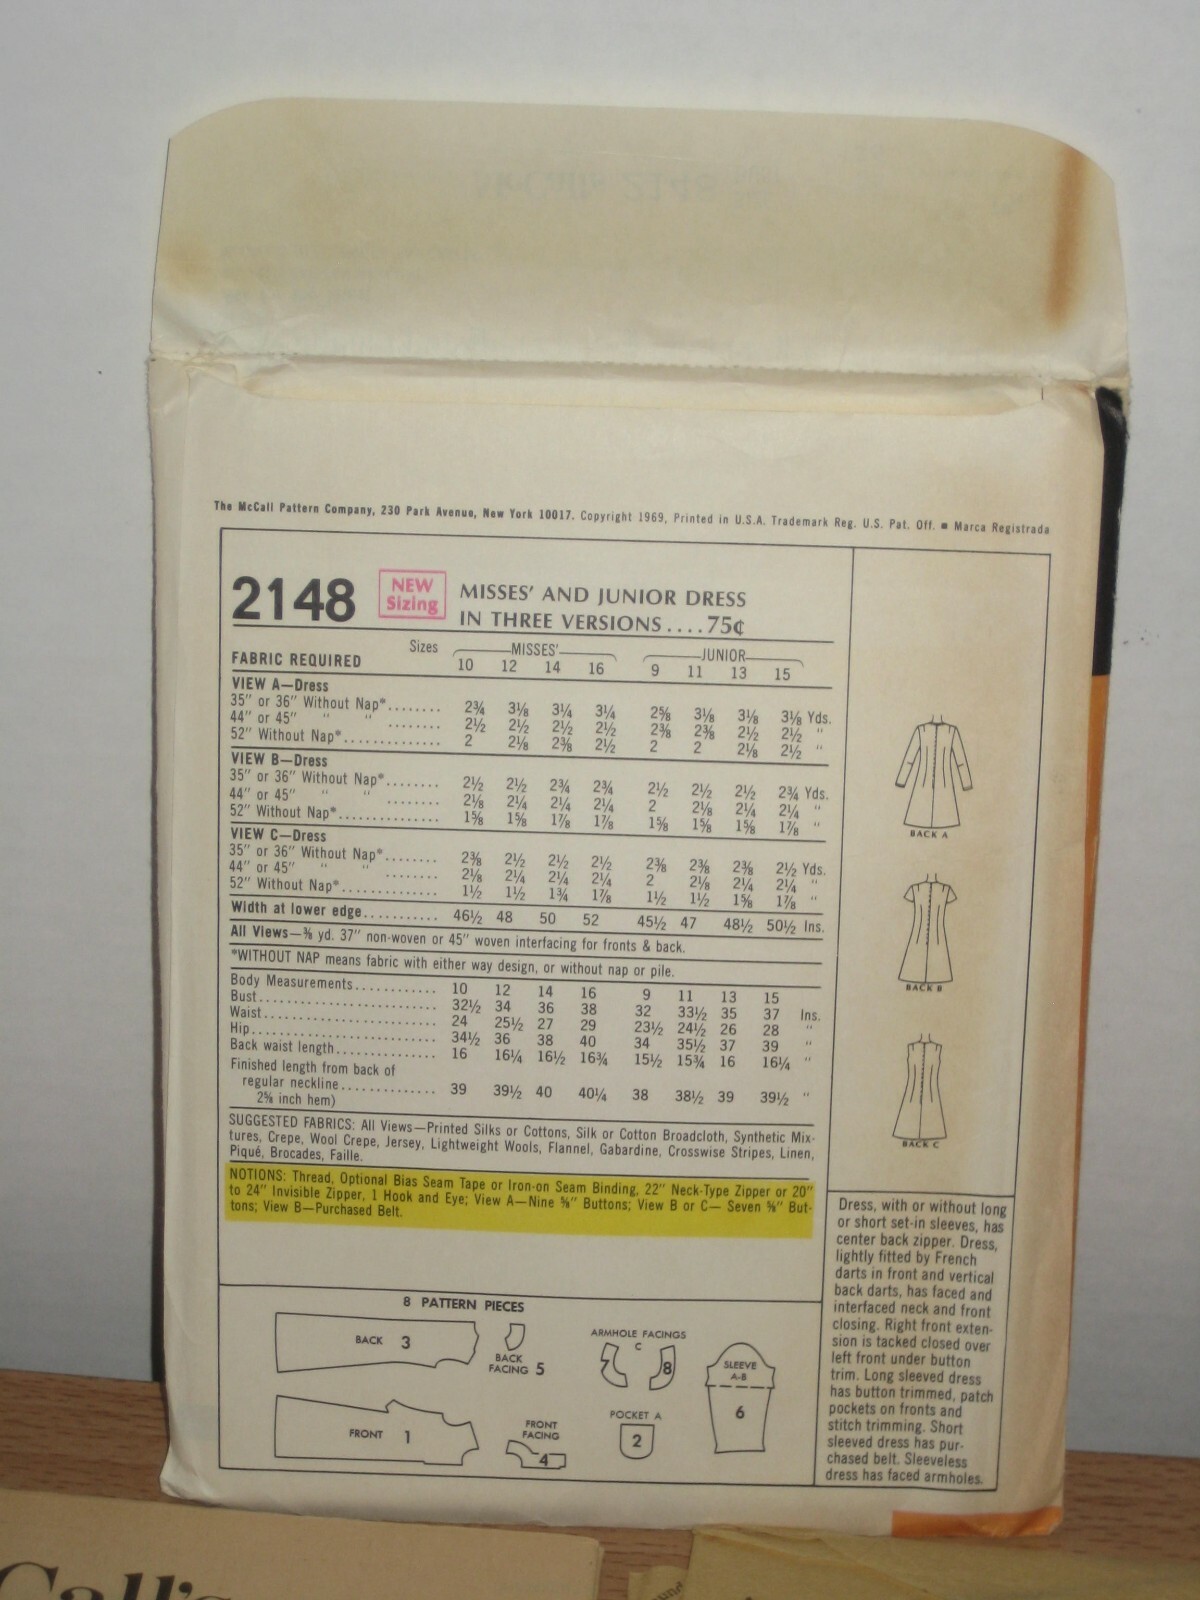 The McCall Pattern Company, 230 Park Avenue, New York 10017. Copyright 1969, Printed in U.S.A. Trademark Reg. U.S. Pat. Off. ■ Marca Registrada
2148 NEW Sizing MISSES' AND JUNIOR DRESS
IN THREE VERSIONS....75¢
Sizes MISSES' JUNIOR
FABRIC REQUIRED 10 12 14 16 9 11 13 15
VIEW A—Dress
35" or 36" Without Nap*........ 2¾ 3⅛ 3¼ 3¼ 2⅝ 3⅛ 3⅛ 3⅛ Yds.
44" or 45" " " ........ 2½ 2½ 2½ 2½ 2⅜ 2⅜ 2½ 2½ "
52" Without Nap*.............. 2 2⅛ 2⅜ 2½ 2 2 2⅛ 2½ "
VIEW B—Dress
35" or 36" Without Nap*........ 2½ 2½ 2¾ 2¾ 2½ 2½ 2½ 2¾ Yds.
44" or 45" " " ........ 2⅛ 2¼ 2¼ 2¼ 2 2⅛ 2¼ 2¼ "
52" Without Nap*.............. 1⅝ 1⅝ 1⅞ 1⅞ 1⅝ 1⅝ 1⅝ 1⅞ "
VIEW C—Dress
35" or 36" Without Nap*........ 2⅜ 2½ 2½ 2½ 2⅜ 2⅜ 2⅜ 2½ Yds.
44" or 45" " " ........ 2⅛ 2¼ 2¼ 2¼ 2 2⅛ 2¼ 2¼ "
52" Without Nap*.............. 1½ 1½ 1¾ 1⅞ 1½ 1½ 1⅝ 1⅞ "
Width at lower edge........... 46½ 48 50 52 45½ 47 48½ 50½ Ins.
All Views—⅜ yd. 37" non-woven or 45" woven interfacing for fronts & back.
*WITHOUT NAP means fabric with either way design, or without nap or pile.
Body Measurements............ 10 12 14 16 9 11 13 15
Bust.......................... 32½ 34 36 38 32 33½ 35 37 Ins.
Waist......................... 24 25½ 27 29 23½ 24½ 26 28 "
Hip........................... 34½ 36 38 40 34 35½ 37 39 "
Back waist length.............. 16 16¼ 16½ 16¾ 15½ 15¾ 16 16¼ "
Finished length from back of
regular neckline.............. 39 39½ 40 40¼ 38 38½ 39 39½ "
2⅝ inch hem)
SUGGESTED FABRICS: All Views—Printed Silks or Cottons, Silk or Cotton Broadcloth, Synthetic Mix-
tures, Crepe, Wool Crepe, Jersey, Lightweight Wools, Flannel, Gabardine, Crosswise Stripes, Linen,
Piqué, Brocades, Faille.
NOTIONS: Thread, Optional Bias Seam Tape or Iron-on Seam Binding, 22" Neck-Type Zipper or 20"
to 24" Invisible Zipper, 1 Hook and Eye; View A—Nine ⅝" Buttons; View B or C— Seven ⅝" But-
tons; View B—Purchased Belt.
8 PATTERN PIECES
BACK 3
BACK
FACING 5
ARMHOLE FACINGS
C
8
SLEEVE
A-B
6
FRONT 1
FRONT
FACING
4
POCKET A
2
BACK A
BACK B
BACK C
Dress, with or without long
or short set-in sleeves, has
center back zipper. Dress,
lightly fitted by French
darts in front and vertical
back darts, has faced and
interfaced neck and front
closing. Right front exten-
sion is tacked closed over
left front under button
trim. Long sleeved dress
has button trimmed, patch
pockets on fronts and
stitch trimming. Short
sleeved dress has pur-
chased belt. Sleeveless
dress has faced armholes.
Call's